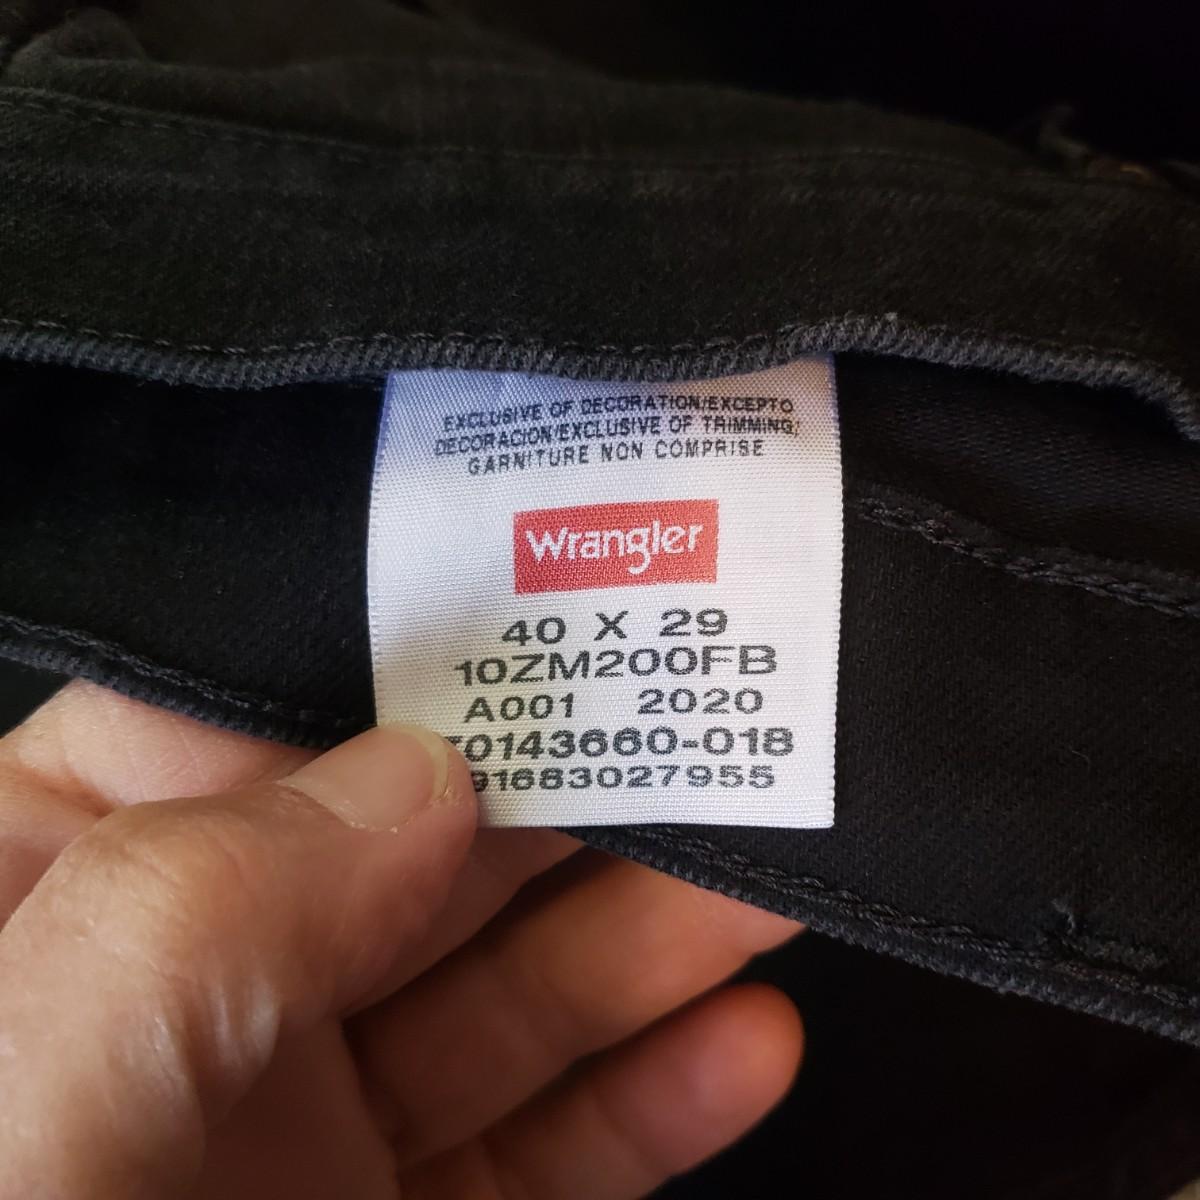 EXCLUSIVE OF DECORATION/EXCEPTO
DECORACION/EXCLUSIVE OF TRIMMING/
GARNITURE NON COMPRISE
Wrangler
40 X 29
10ZM200FB
A001 2020
0143660-018
916683027955